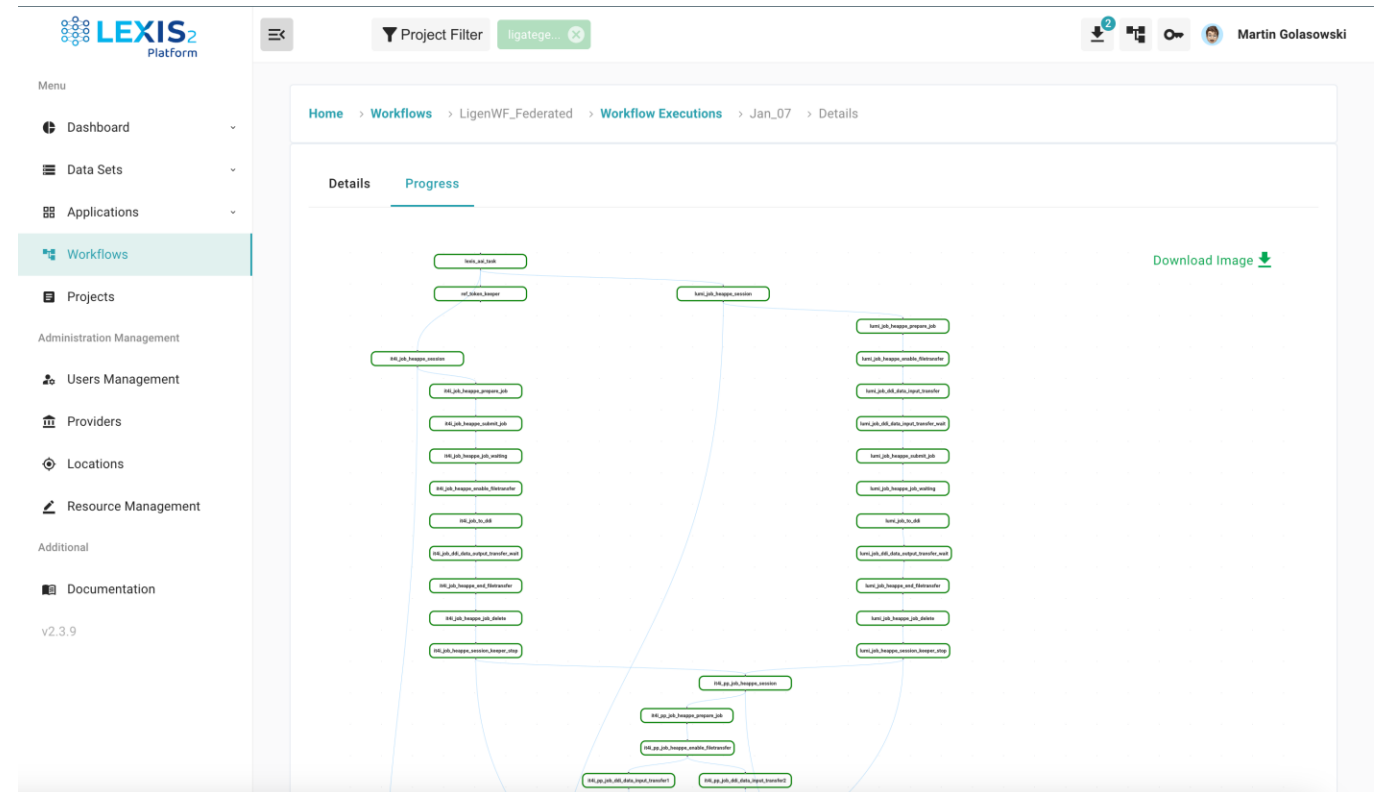 LEXIS2
Platform
Project Filter
ligatege...
2
Martin Golasowski
Menu
Dashboard
Data Sets
Applications
Workflows
Projects
Administration Management
Users Management
Providers
Locations
Resource Management
Additional
Documentation
v2.3.9
Home > Workflows > LigenWF_Federated > Workflow Executions > Jan_07 > Details
Details Progress
Download Image
lexis_aai_task
ref_token_keeper
lumi_job_heappe_session
lumi_job_heappe_prepare_job
it4i_job_heappe_session
lumi_job_heappe_enable_filetransfer
it4i_job_heappe_prepare_job
lumi_job_ddi_data_input_transfer
it4i_job_heappe_submit_job
lumi_job_ddi_data_input_transfer_wait
it4i_job_heappe_job_waiting
lumi_job_heappe_submit_job
it4i_job_heappe_enable_filetransfer
lumi_job_heappe_job_waiting
it4i_job_to_ddi
lumi_job_to_ddi
it4i_job_ddi_data_output_transfer_wait
lumi_job_ddi_data_output_transfer_wait
it4i_job_heappe_end_filetransfer
lumi_job_heappe_end_filetransfer
it4i_job_heappe_job_delete
lumi_job_heappe_job_delete
it4i_job_heappe_session_keeper_stop
lumi_job_heappe_session_keeper_stop
it4i_pp_job_heappe_session
it4i_pp_job_heappe_prepare_job
it4i_pp_job_heappe_enable_filetransfer
it4i_pp_job_ddi_data_input_transfer1
it4i_pp_job_ddi_data_input_transfer2